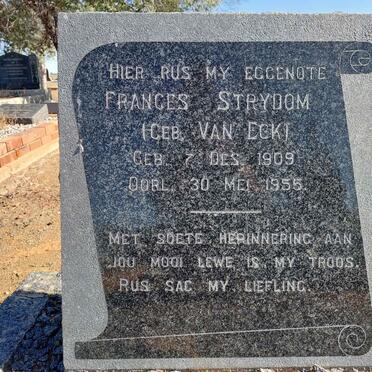 HIER RUS MY EGGENOTE
FRANCES STRYDOM
(GEB. VAN ECK)
GEB. 7 DES. 1909
OORL. 30 MEI 1955.
MET SOETE HERINNERING AAN
JOU MOOI LEWE IS MY TROOS.
RUS SAG MY LIEFLING.